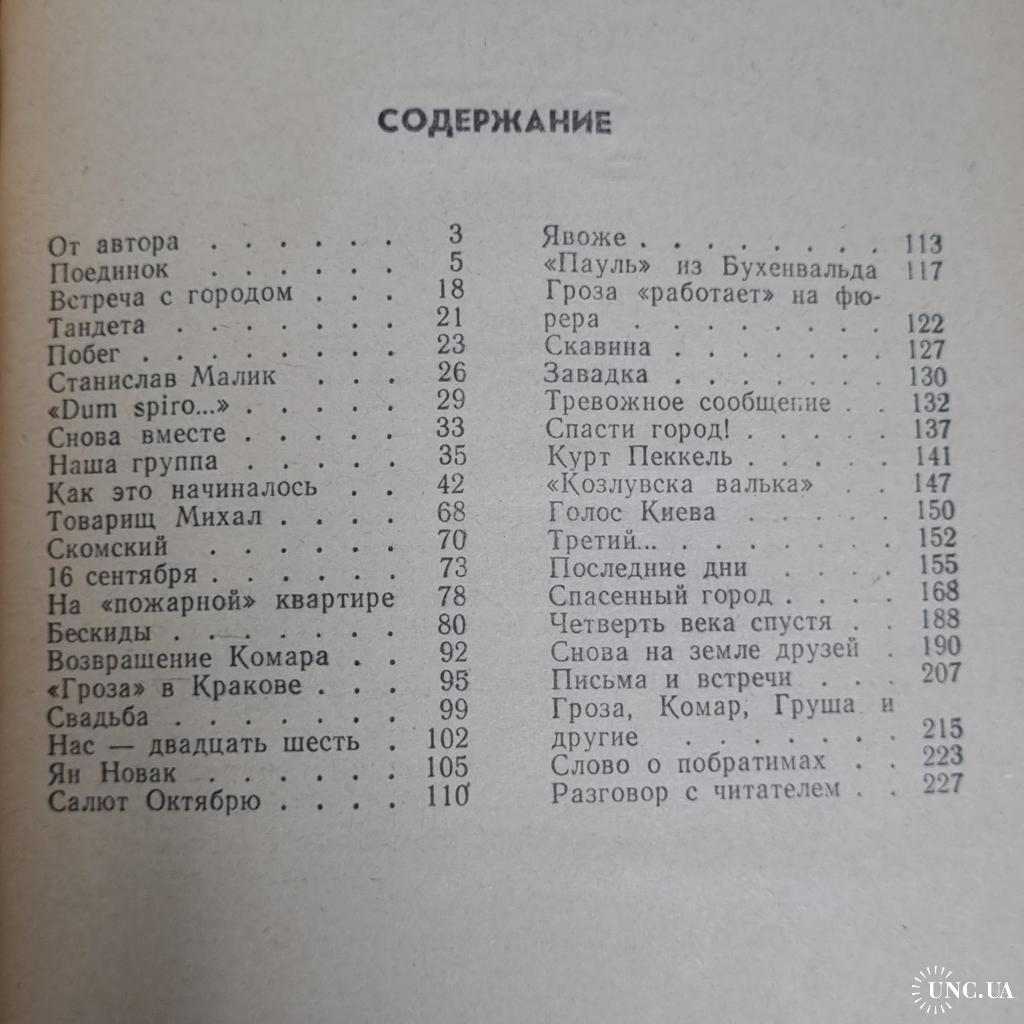 СОДЕРЖАНИЕ
От автора . . . . . . 3
Поединок . . . . . . 5
Встреча с городом . . . 18
Тандета . . . . . . . 21
Побег . . . . . . . . 23
Станислав Малик . . . 26
«Dum spiro...» . . . . . 29
Снова вместе . . . . . 33
Наша группа . . . . . 35
Как это начиналось . . 42
Товарищ Михал . . . . 68
Скомский . . . . . . 70
16 сентября . . . . . . 73
На «пожарной» квартире 78
Бескиды . . . . . . . 80
Возвращение Комара . . 92
«Гроза» в Кракове . . . 95
Свадьба . . . . . . . 99
Нас — двадцать шесть . 102
Ян Новак . . . . . . 105
Салют Октябрю . . . . 110
Явоже . . . . . . . . 113
«Пауль» из Бухенвальда 117
Гроза «работает» на фю-
рера . . . . . . . . 122
Скавина . . . . . . . 127
Завадка . . . . . . . 130
Тревожное сообщение . . 132
Спасти город! . . . . . 137
Курт Пеккель . . . . . 141
«Козлувска валька» . . 147
Голос Киева . . . . . 150
Третий... . . . . . . . 152
Последние дни . . . . 155
Спасенный город . . . . 168
Четверть века спустя . . 188
Снова на земле друзей . 190
Письма и встречи . . . 207
Гроза, Комар, Груша и
другие . . . . . . . 215
Слово о побратимах . . 223
Разговор с читателем . . 227
UNC.UA